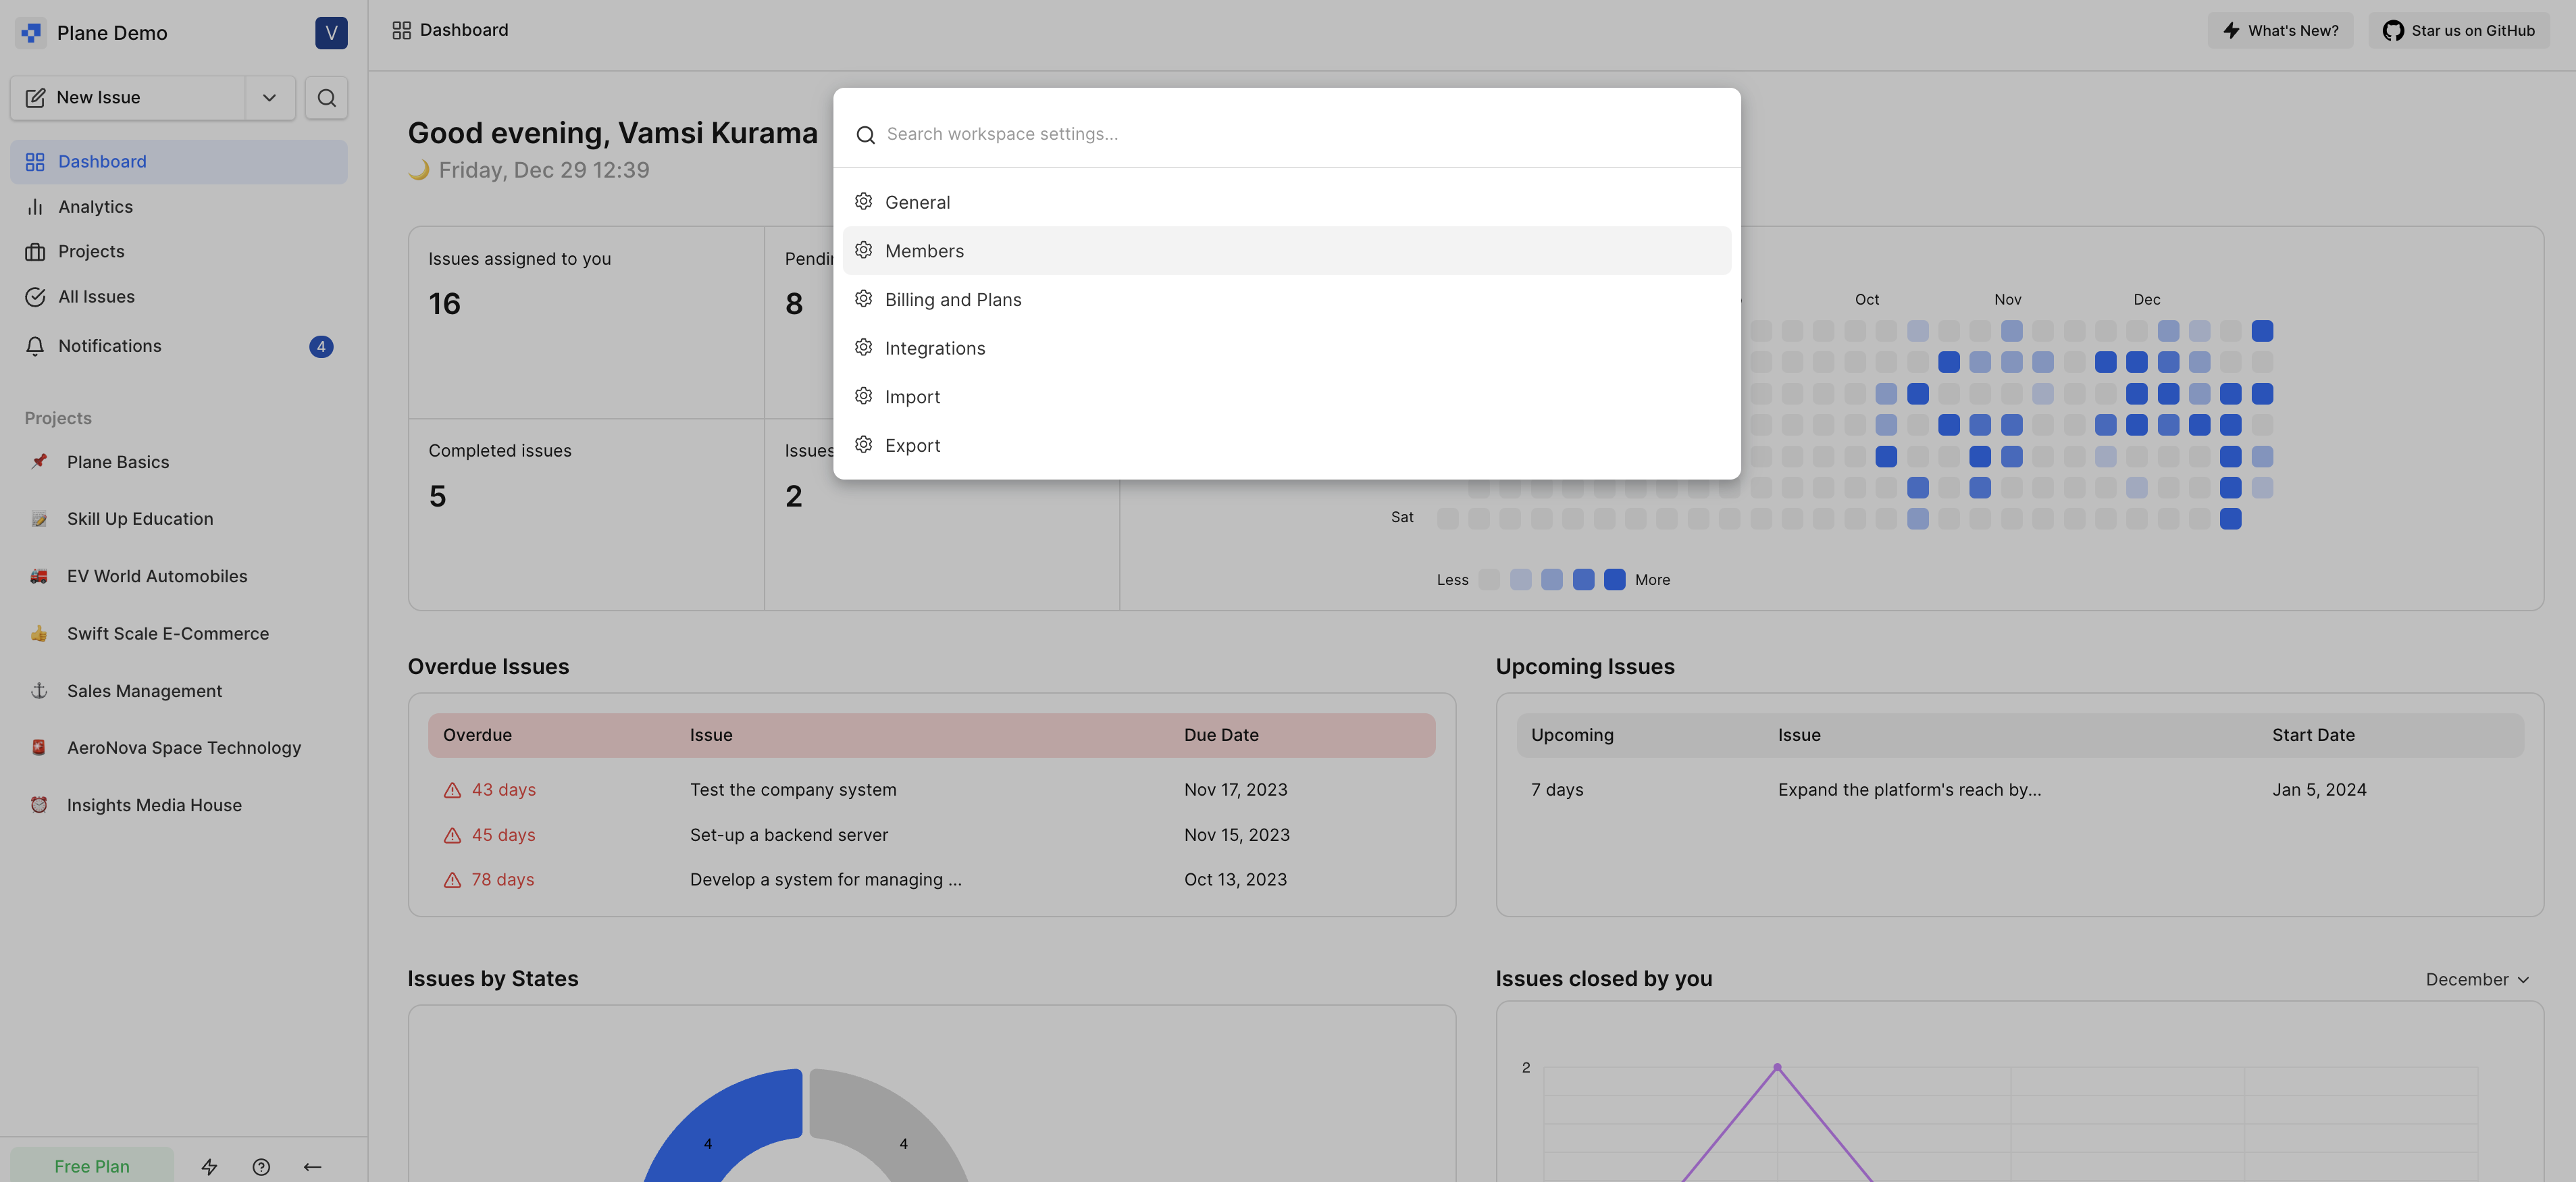 Plane Demo
V
New Issue
Dashboard
Analytics
Projects
All Issues
Notifications
4
Projects
Plane Basics
Skill Up Education
EV World Automobiles
Swift Scale E-Commerce
Sales Management
AeroNova Space Technology
Insights Media House
Free Plan
Dashboard
What's New?
Star us on GitHub
Good evening, Vamsi Kurama
Friday, Dec 29 12:39
Search workspace settings...
General
Members
Billing and Plans
Integrations
Import
Export
Issues assigned to you
16
8
Completed issues
5
Issues
2
Oct Nov Dec
Sat
Less More
Overdue Issues
Overdue Issue Due Date
43 days Test the company system Nov 17, 2023
45 days Set-up a backend server Nov 15, 2023
78 days Develop a system for managing ... Oct 13, 2023
Upcoming Issues
Upcoming Issue Start Date
7 days Expand the platform's reach by... Jan 5, 2024
Issues by States
4 4
Issues closed by you
December
2